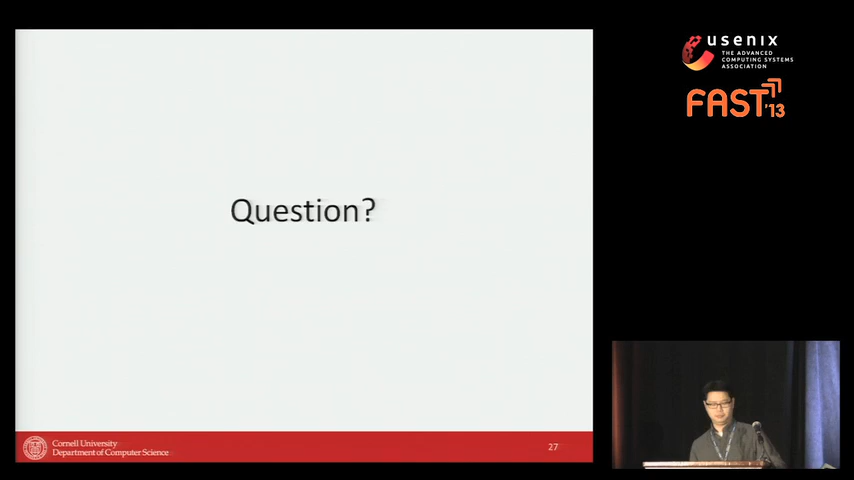 usenix
THE ADVANCED
COMPUTING SYSTEMS
ASSOCIATION
FAST'13
Question?
Cornell University
Department of Computer Science
27